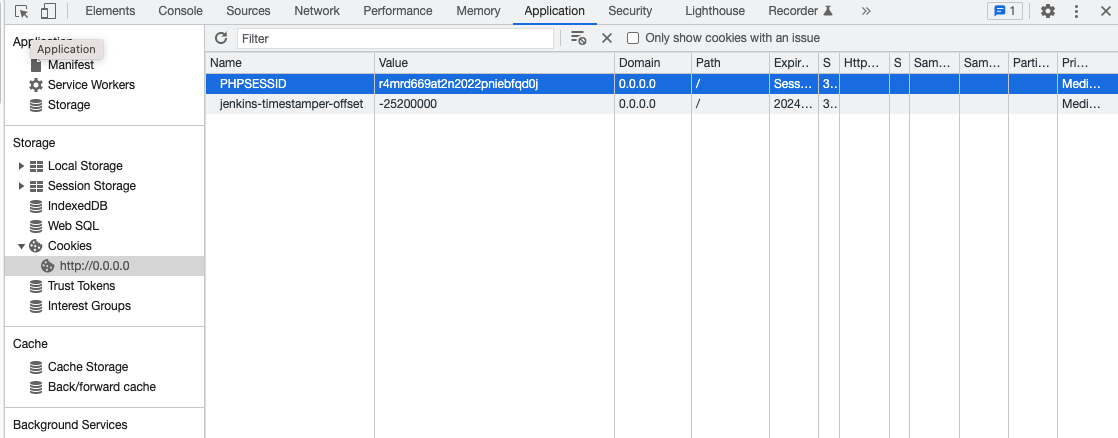 Elements Console Sources Network Performance Memory Application Security Lighthouse Recorder » 1
Application
Application
Manifest
Service Workers
Storage
Storage
Local Storage
Session Storage
IndexedDB
Web SQL
Cookies
http://0.0.0.0
Trust Tokens
Interest Groups
Cache
Cache Storage
Back/forward cache
Background Services
Filter Only show cookies with an issue
Name Value Domain Path Expir… S Http… S Sam… Sam… Parti… Pri…
PHPSESSID r4mrd669at2n2022pniebfqd0j 0.0.0.0 / Sess… 3… Medi…
jenkins-timestamper-offset -25200000 0.0.0.0 / 2024… 3… Medi…